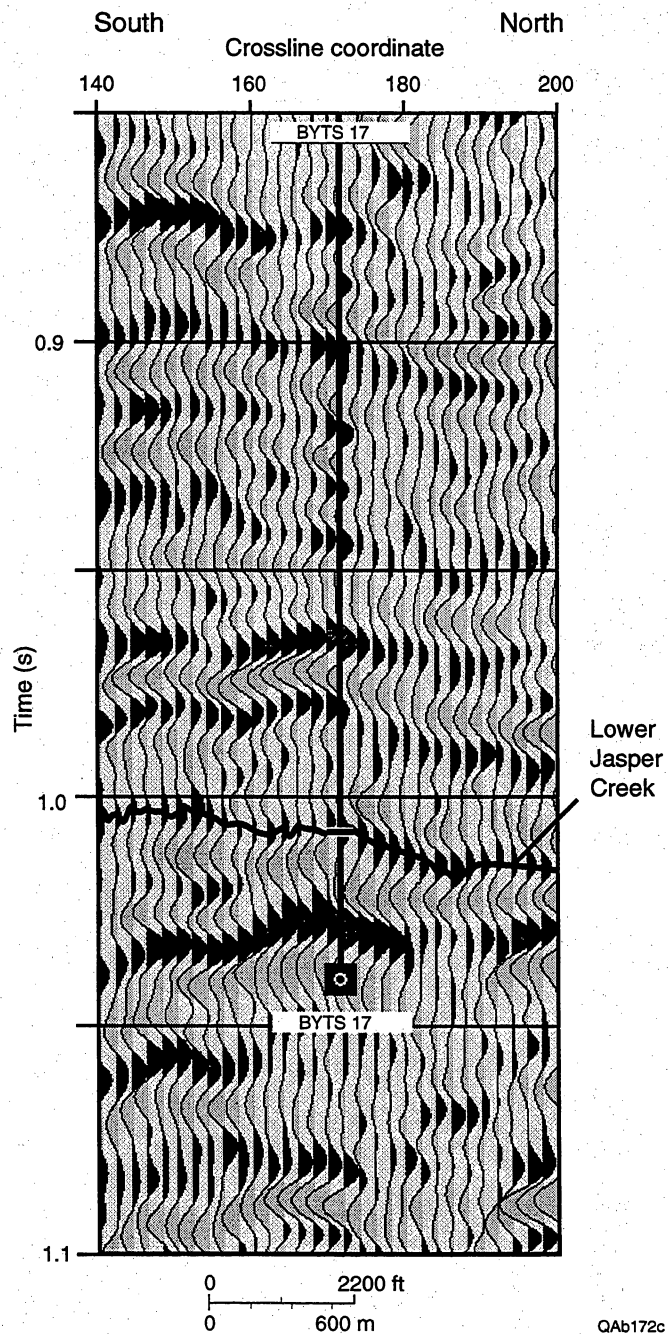 South North
Crossline coordinate
140 160 180 200
BYTS 17
0.9
Time (s)
Lower
Jasper
Creek
1.0
BYTS 17
1.1
0 2200 ft
0 600 m
QAb172c